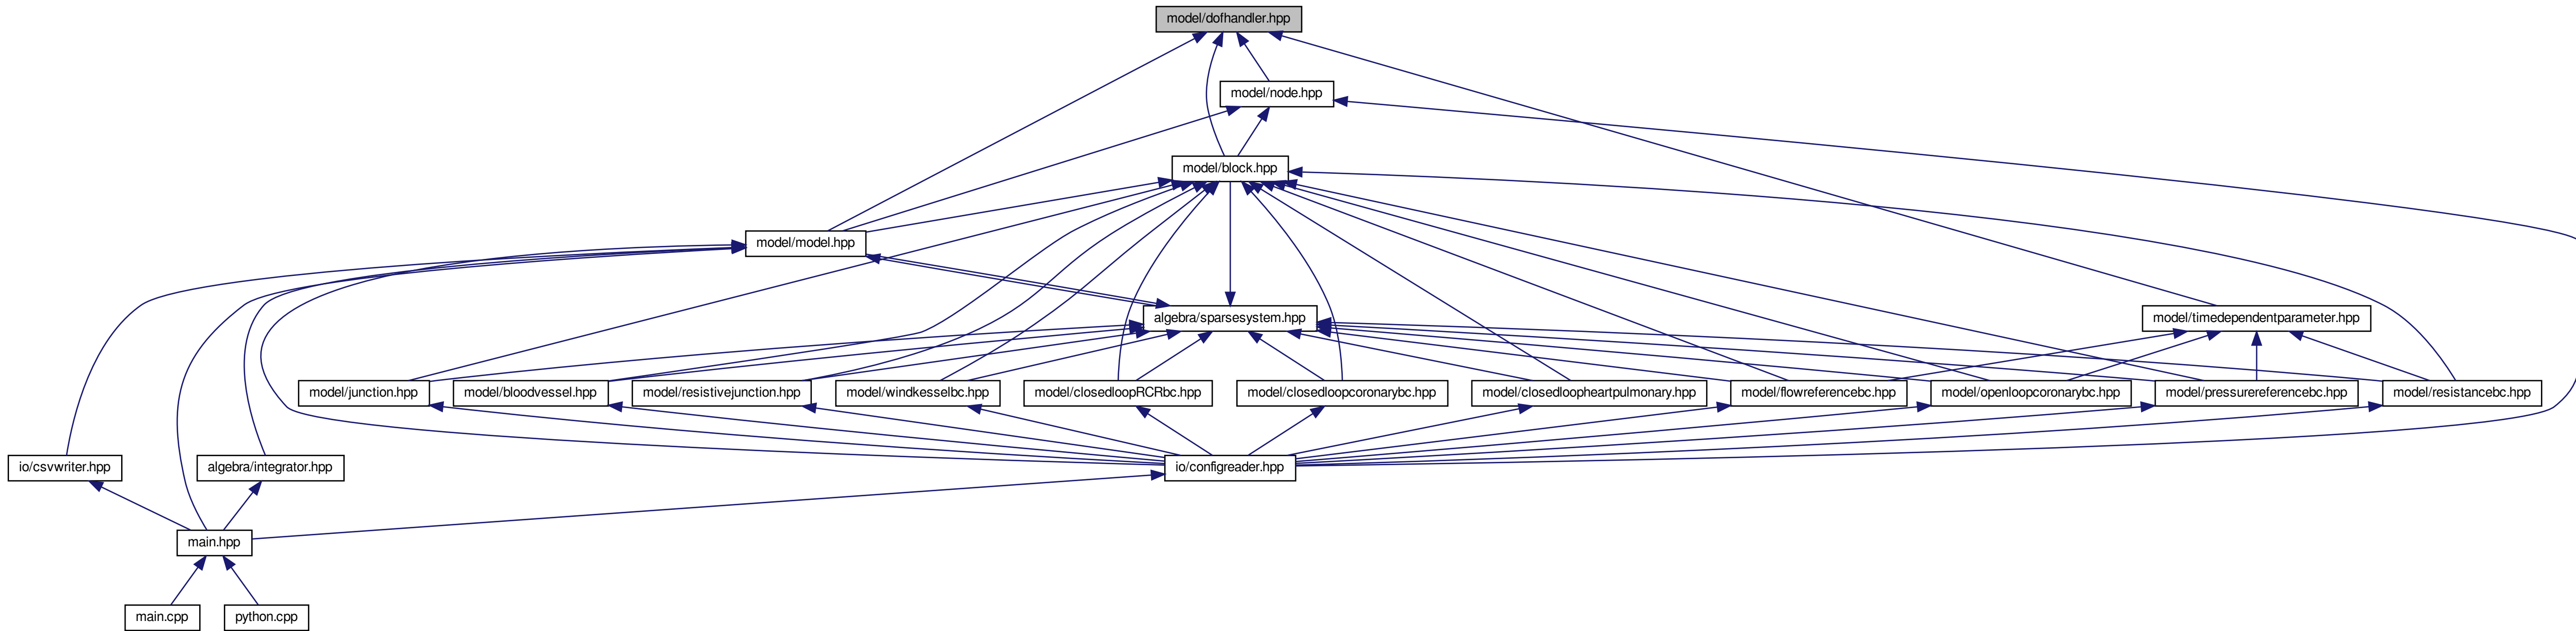 model/dofhandler.hpp
model/node.hpp
model/block.hpp
model/model.hpp
algebra/sparsesystem.hpp
model/timedependentparameter.hpp
model/junction.hpp
model/bloodvessel.hpp
model/resistivejunction.hpp
model/windkesselbc.hpp
model/closedloopRCRbc.hpp
model/closedloopcoronarybc.hpp
model/closedloopheartpulmonary.hpp
model/flowreferencebc.hpp
model/openloopcoronarybc.hpp
model/pressurereferencebc.hpp
model/resistancebc.hpp
io/csvwriter.hpp
algebra/integrator.hpp
io/configreader.hpp
main.hpp
main.cpp
python.cpp